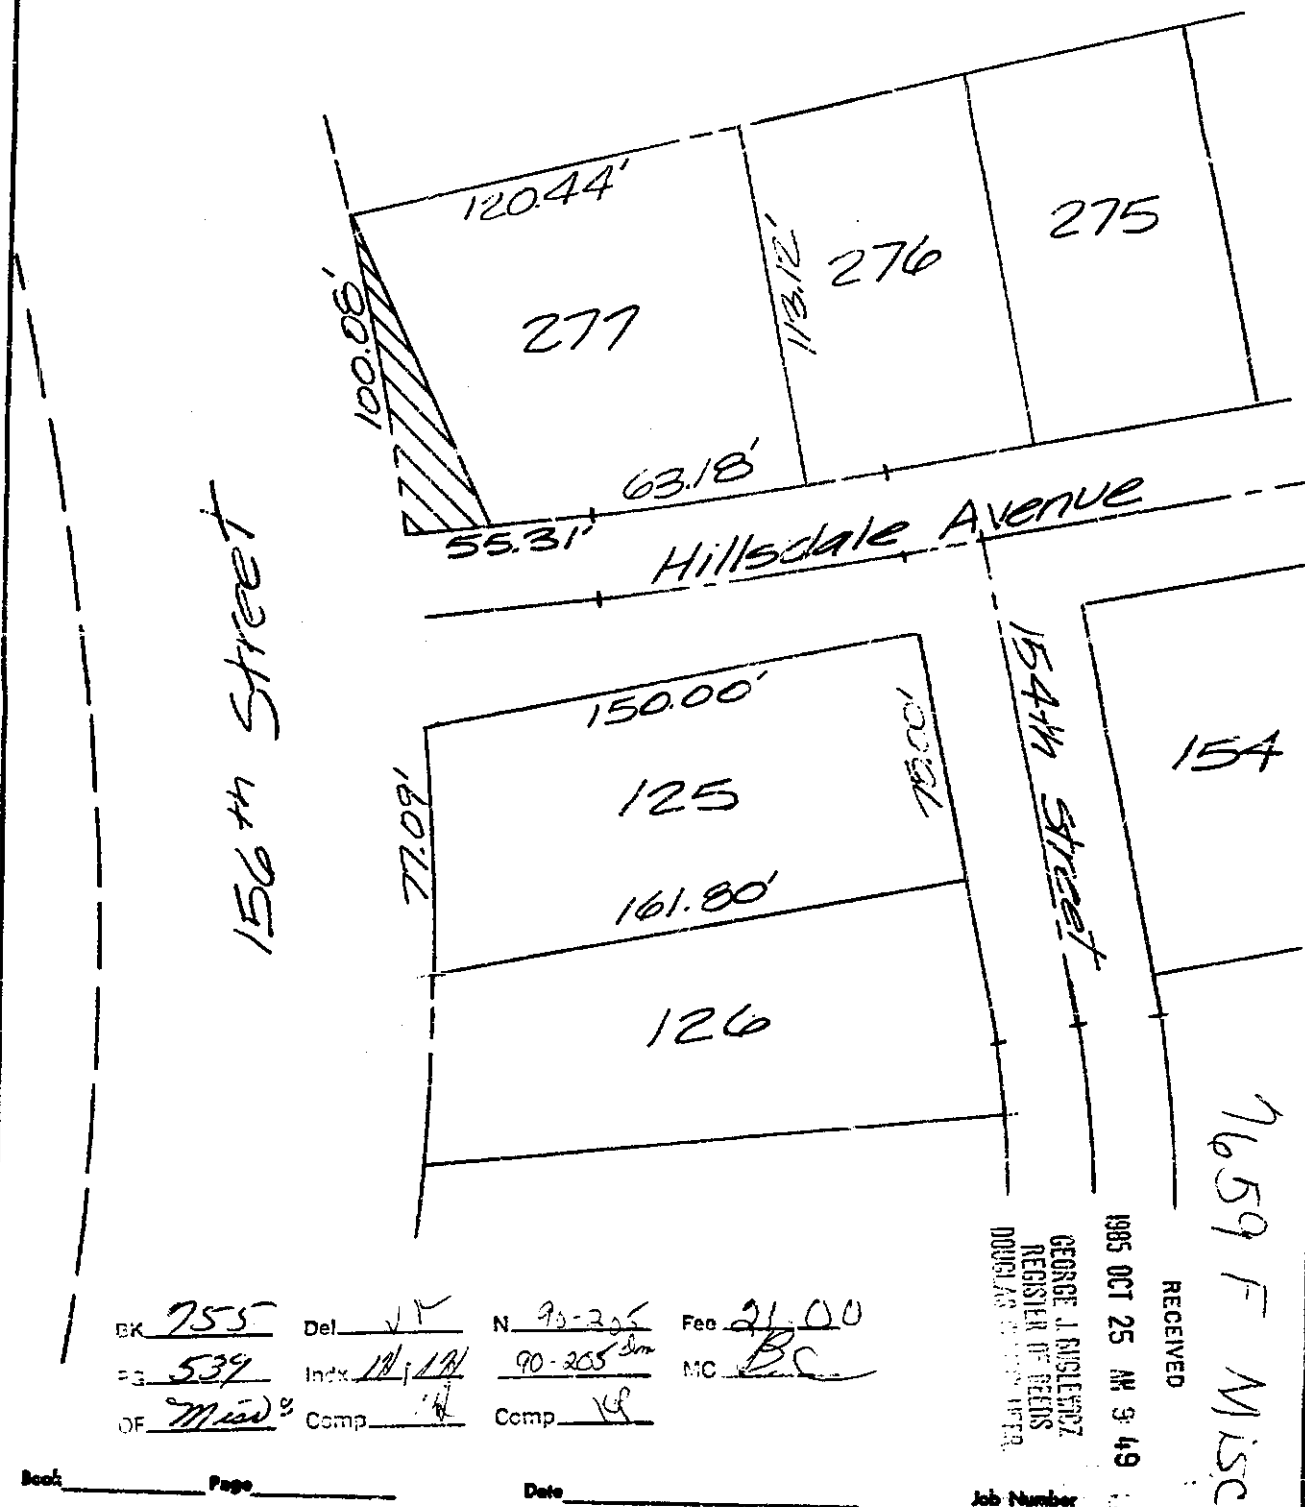 120.44'
275
276
113.12'
277
100.08'
63.18'
55.31'
Hillsdale Avenue
156th Street
150.00'
154th Street
77.09'
125
75.00'
154
161.80'
126
7659 F Misc
RECEIVED
1985 OCT 25 AM 9:49
GEORGE J. BUGLEWICZ
REGISTER OF DEEDS
DOUGLAS COUNTY
BK 755 Del N 90-205 Fee 21.00
PG 539 Indx 90-205 MC BC
OF Misc Comp Comp
Book Page Date Job Number